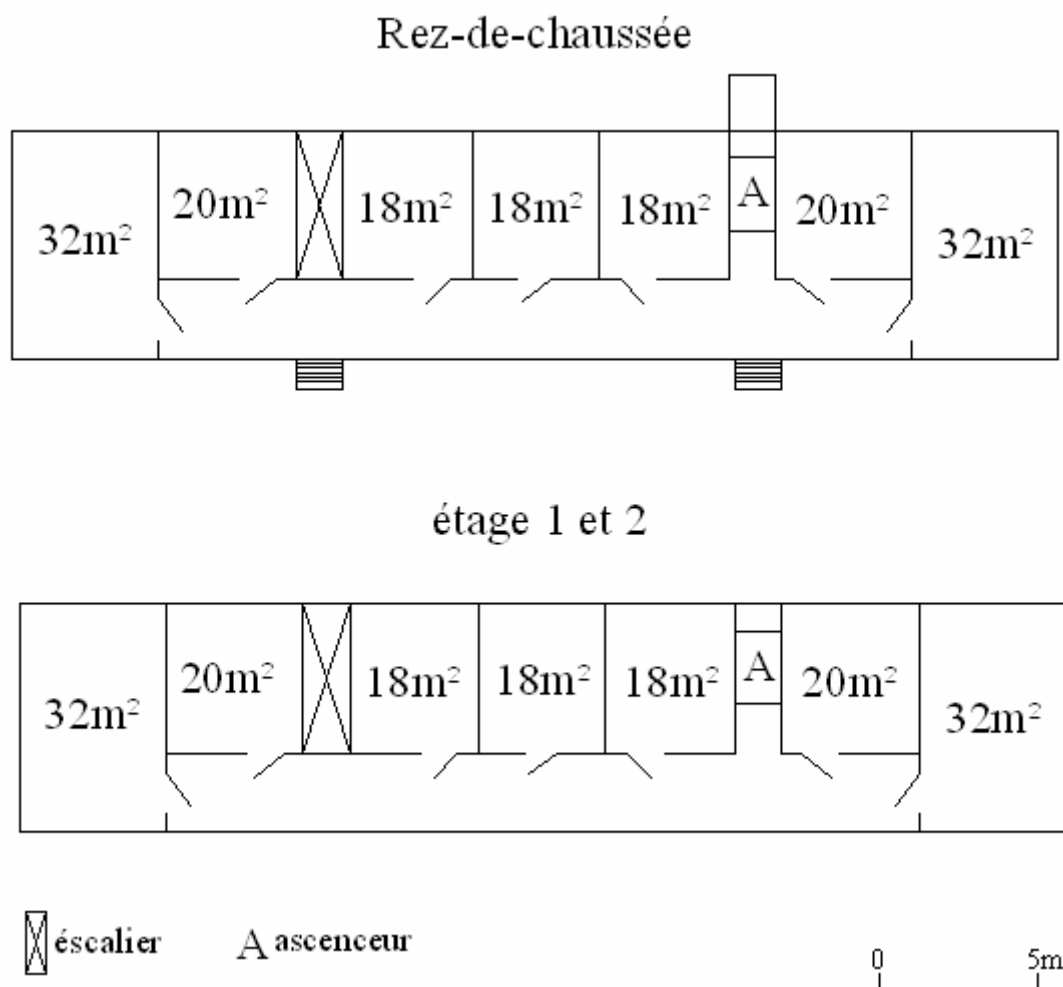 Rez-de-chaussée
32m² 20m² 18m² 18m² 18m² A 20m² 32m²
étage 1 et 2
32m² 20m² 18m² 18m² 18m² A 20m² 32m²
éscalier A ascenceur 0 5m